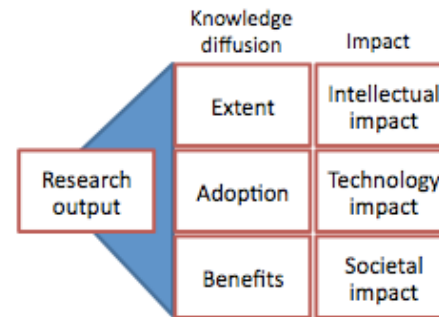 Knowledge
diffusion
Impact
Extent
Intellectual
impact
Research
output
Adoption
Technology
impact
Benefits
Societal
impact